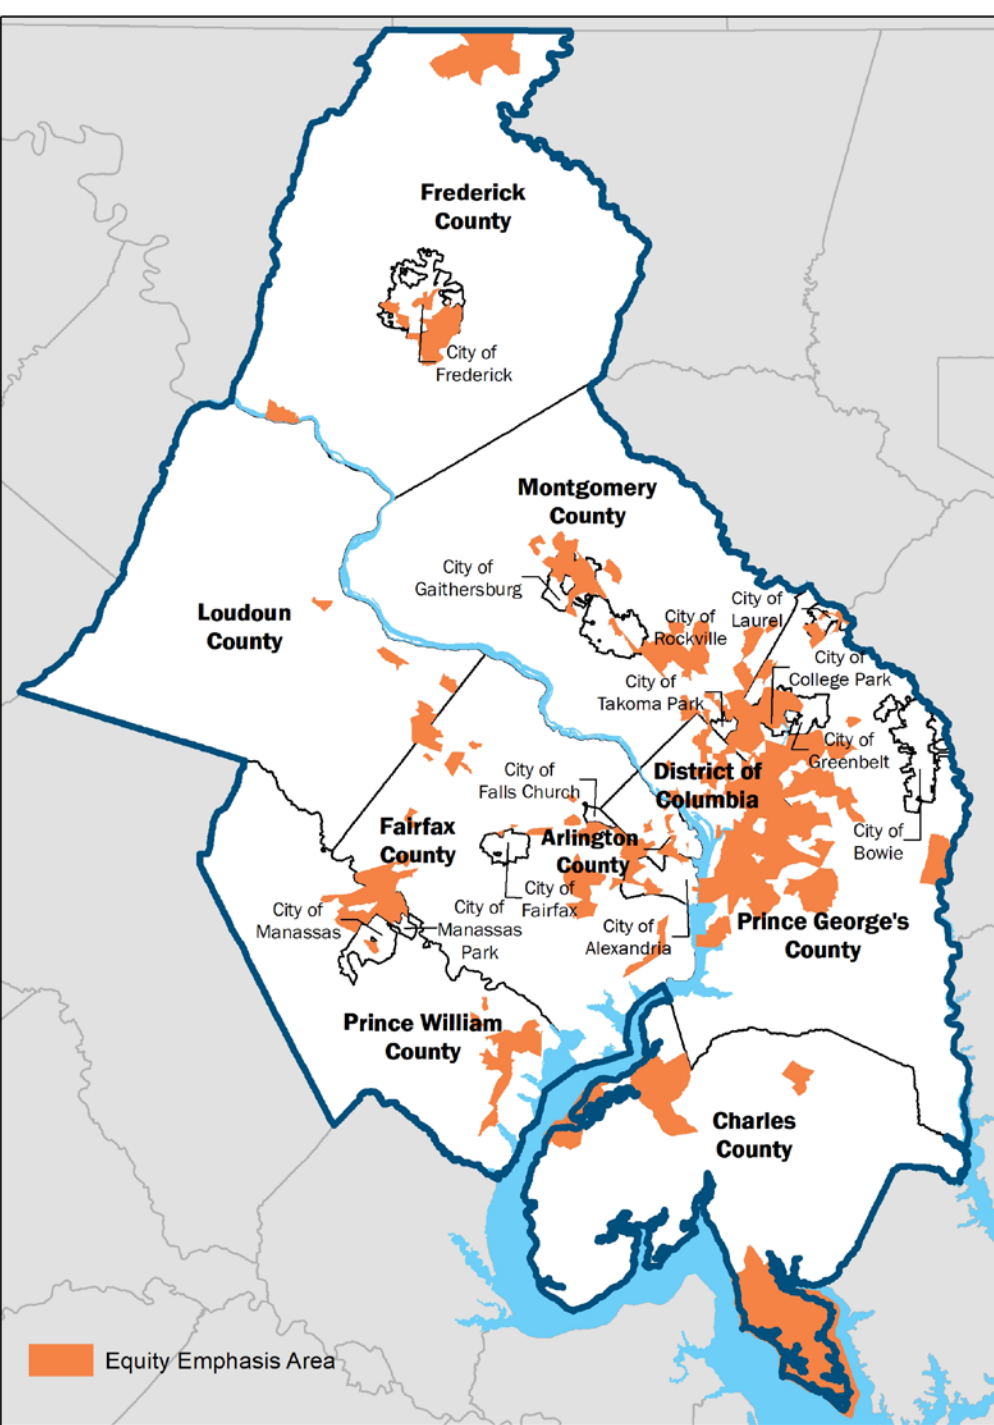 Frederick
County
City of
Frederick
Montgomery
County
City of
Gaithersburg
Loudoun
County
City of
Rockville
City of
Laurel
City of
College Park
City of
Takoma Park
City of
Greenbelt
District of
Columbia
City of
Falls Church
Fairfax
County
Arlington
County
City of
Bowie
City of
Fairfax
City of
Manassas
City of
Manassas
Park
City of
Alexandria
Prince George's
County
Prince William
County
Charles
County
Equity Emphasis Area